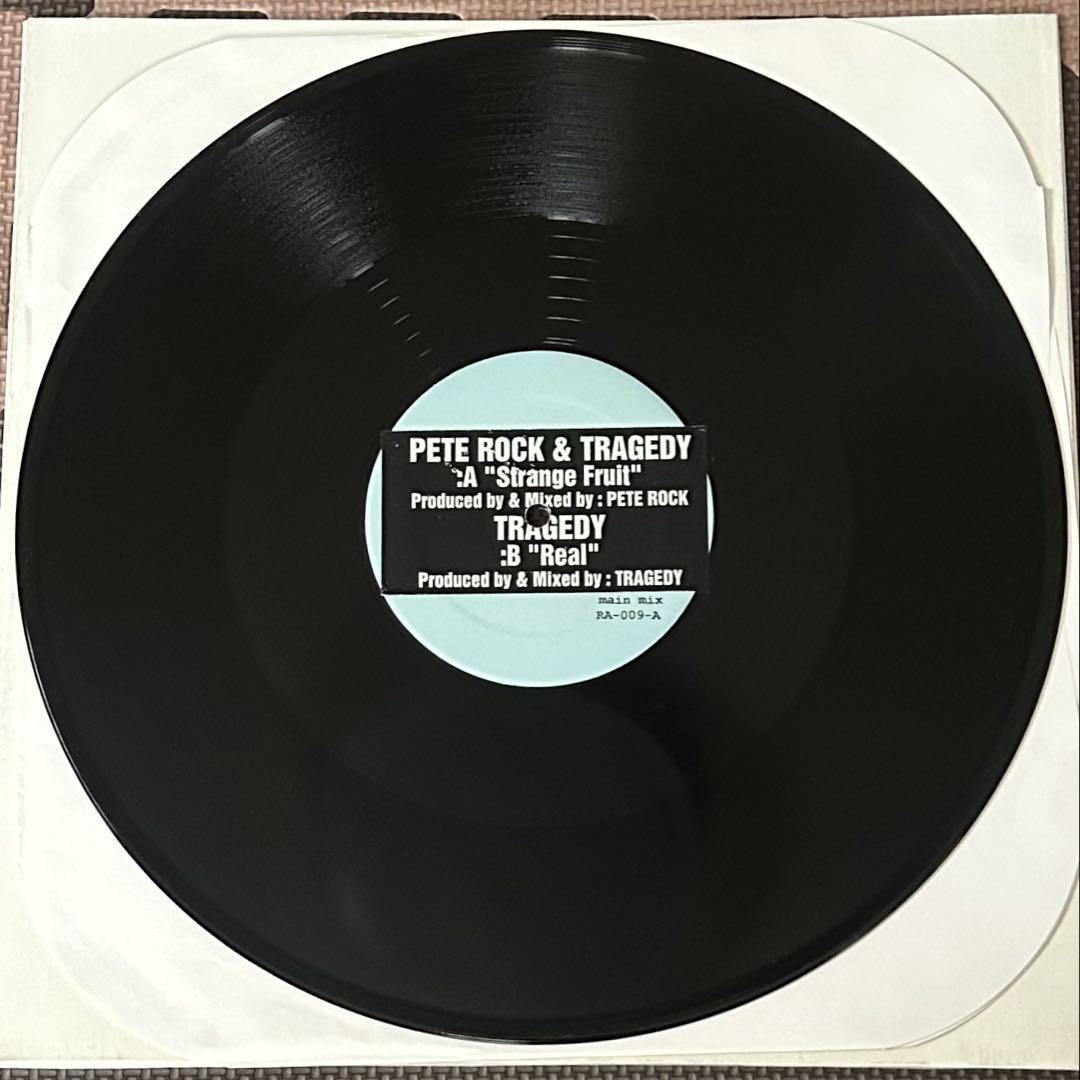 PETE ROCK & TRAGEDY
:A "Strange Fruit"
Produced by & Mixed by : PETE ROCK
TRAGEDY
:B "Real"
Produced by & Mixed by : TRAGEDY
main mix
RA-009-A